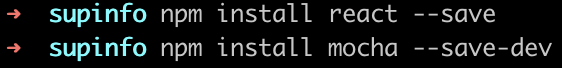 ➜ supinfo npm install react --save
➜ supinfo npm install mocha --save-dev